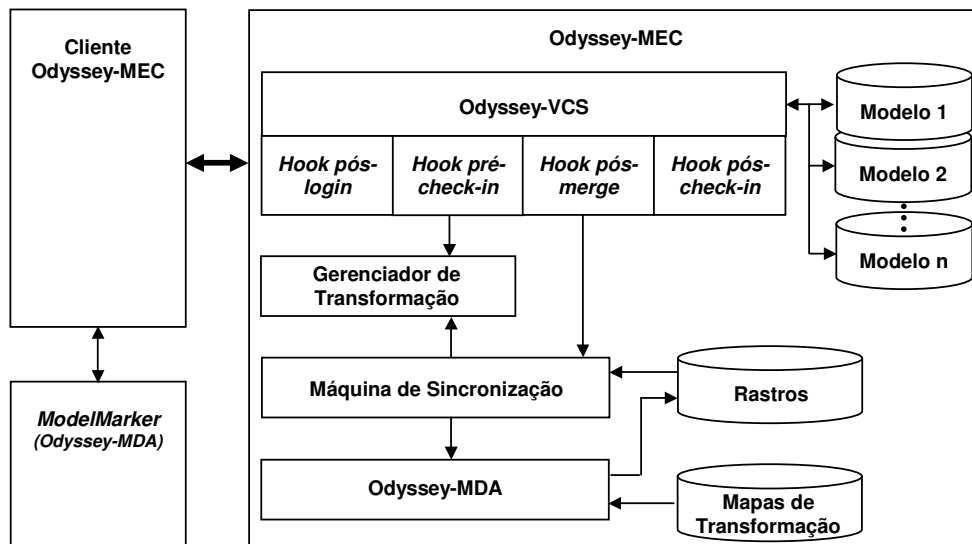 Cliente
Odyssey-MEC
ModelMarker
(Odyssey-MDA)
Odyssey-MEC
Odyssey-VCS
Hook pós-
login
Hook pré-
check-in
Hook pós-
merge
Hook pós-
check-in
Modelo 1
Modelo 2
Modelo n
Gerenciador de
Transformação
Máquina de Sincronização
Rastros
Odyssey-MDA
Mapas de
Transformação